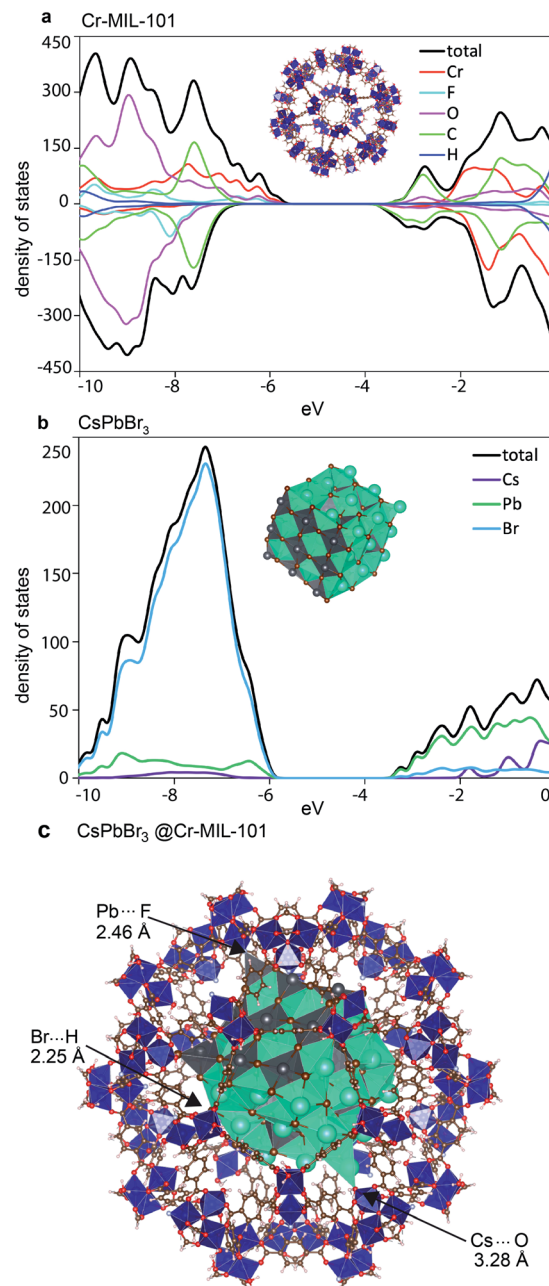 a Cr-MIL-101
450
300
150
0
-150
-300
-450
density of states
total
Cr
F
O
C
H
-10 -8 -6 -4 -2
eV
b CsPbBr₃
250
200
150
100
50
0
density of states
total
Cs
Pb
Br
-10 -8 -6 -4 -2 0
eV
c CsPbBr₃ @Cr-MIL-101
Pb··· F
2.46 Å
Br···H
2.25 Å
Cs··· O
3.28 Å